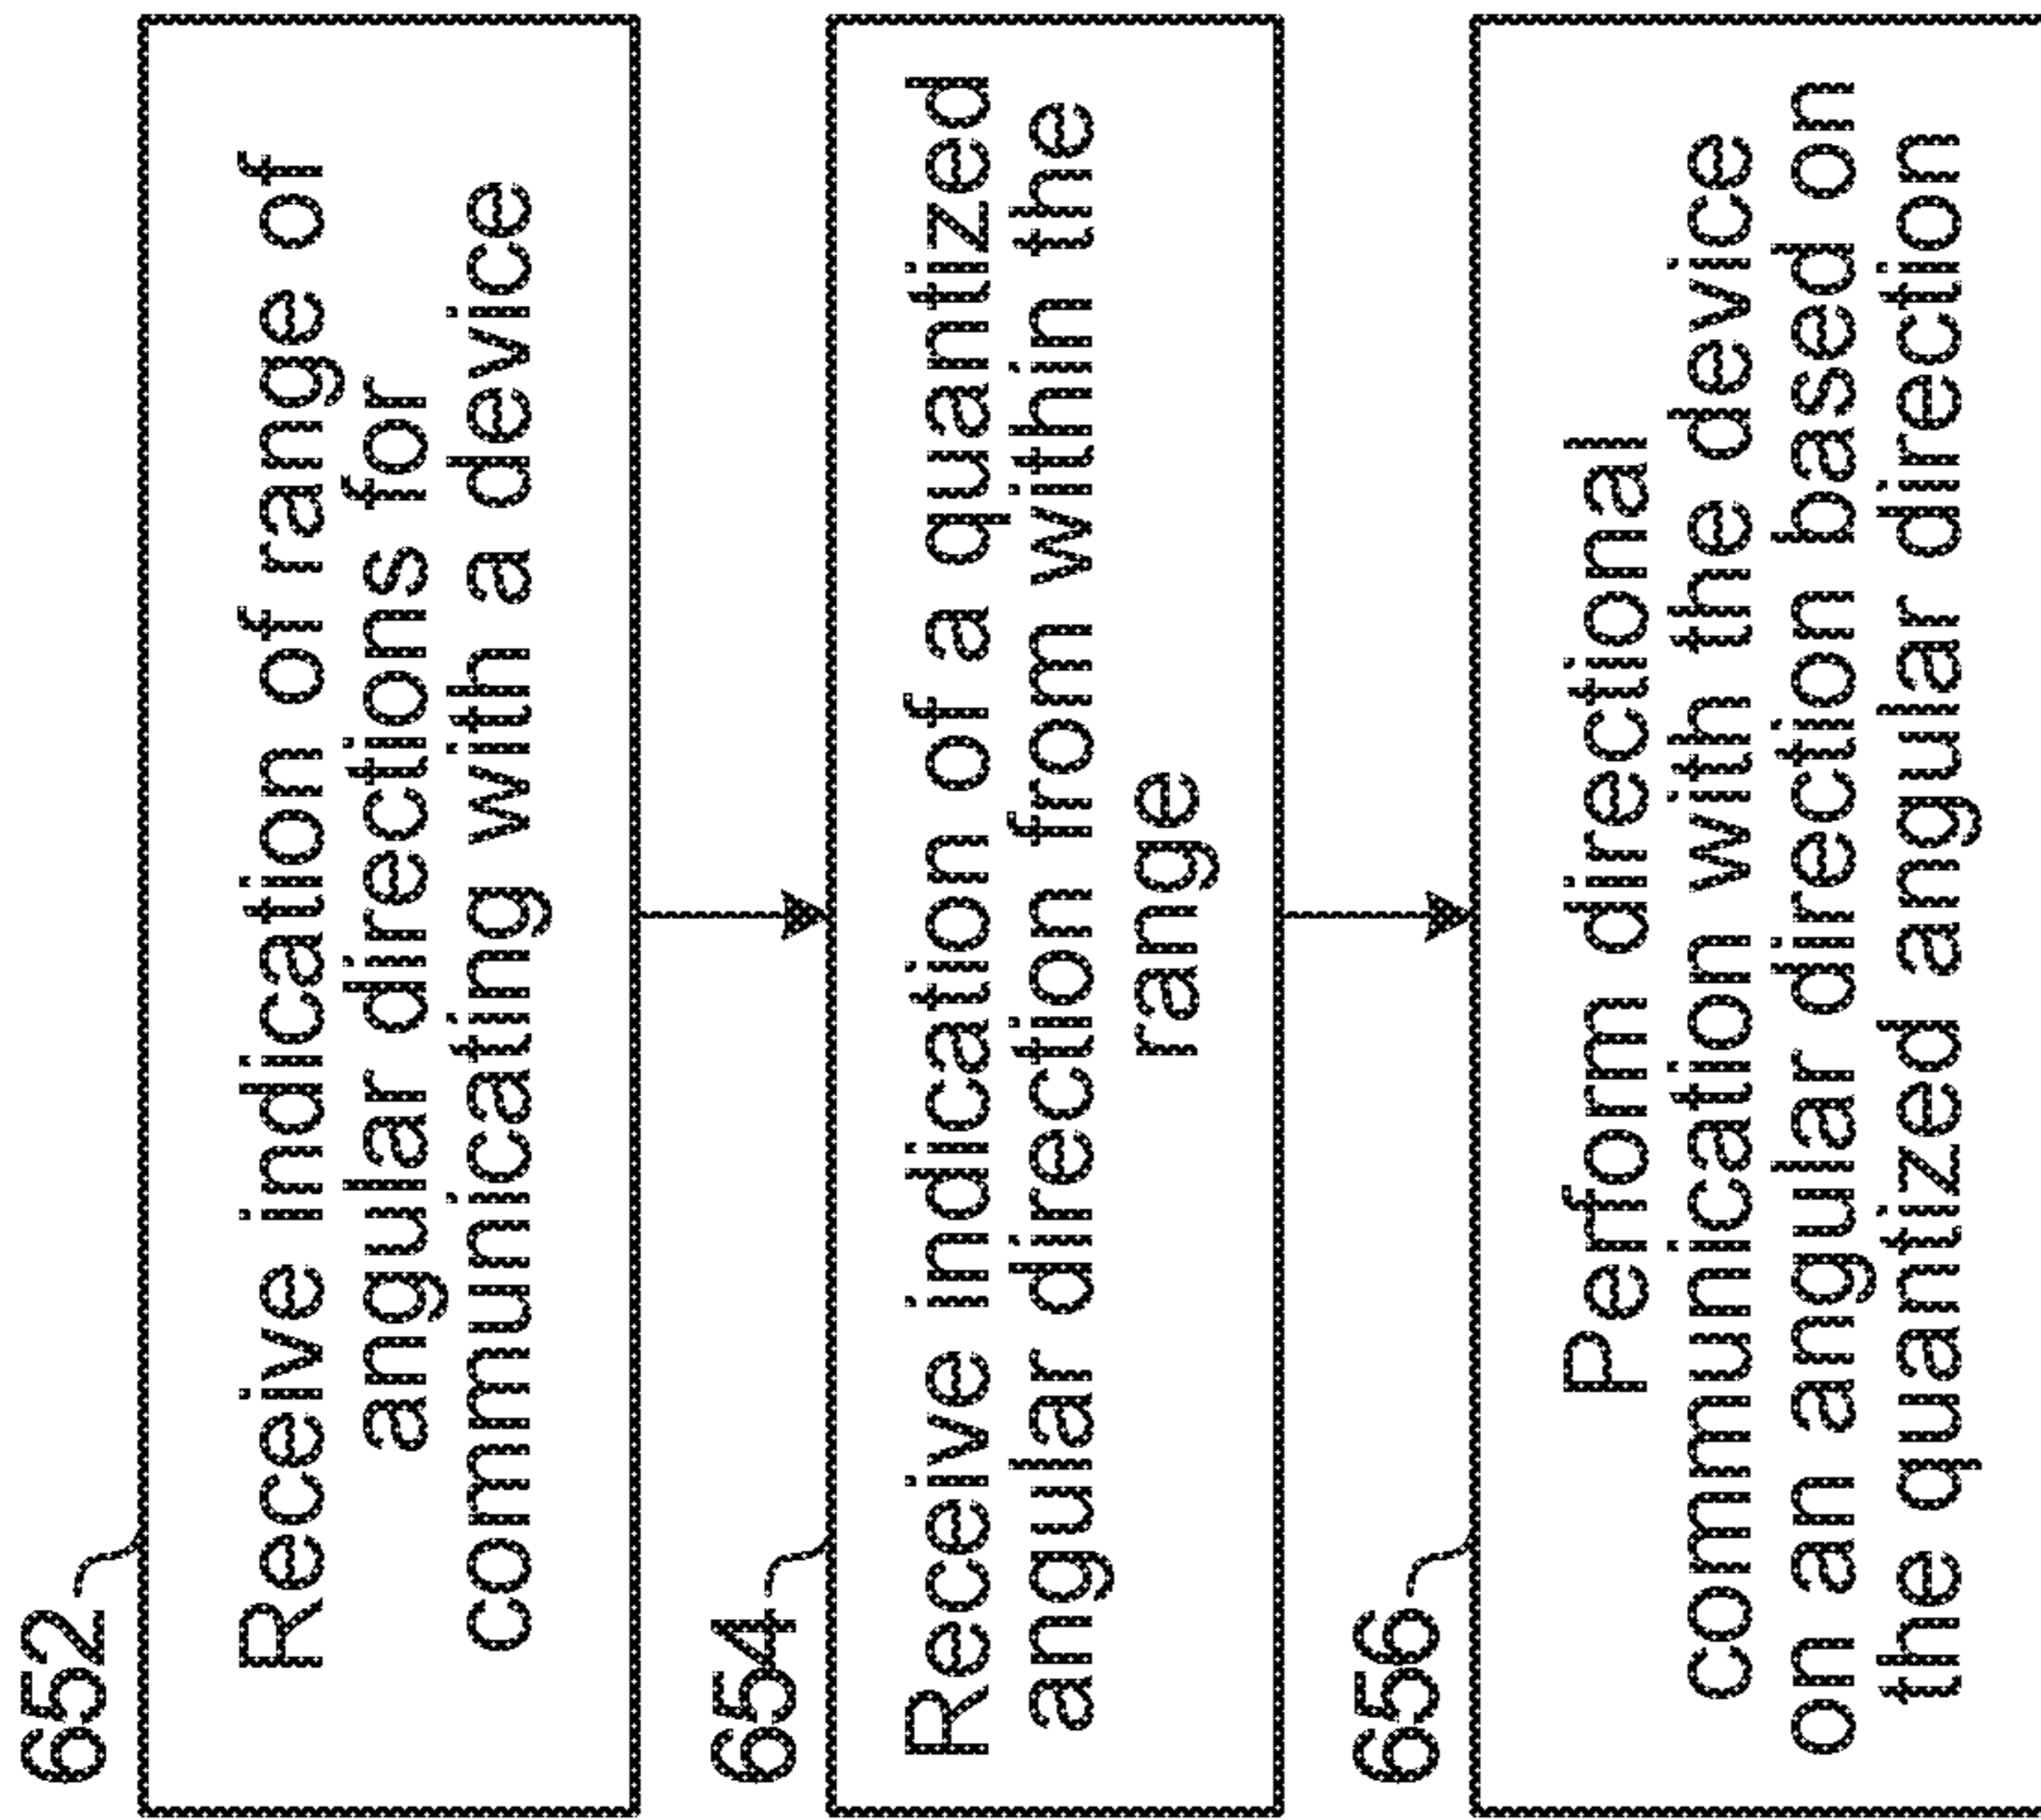 652
Receive indication of range of
angular directions for
communicating with a device
654
Receive indication of a quantized
angular direction from within the
range
656
Perform directional
communication with the device
on an angular direction based on
the quantized angular direction